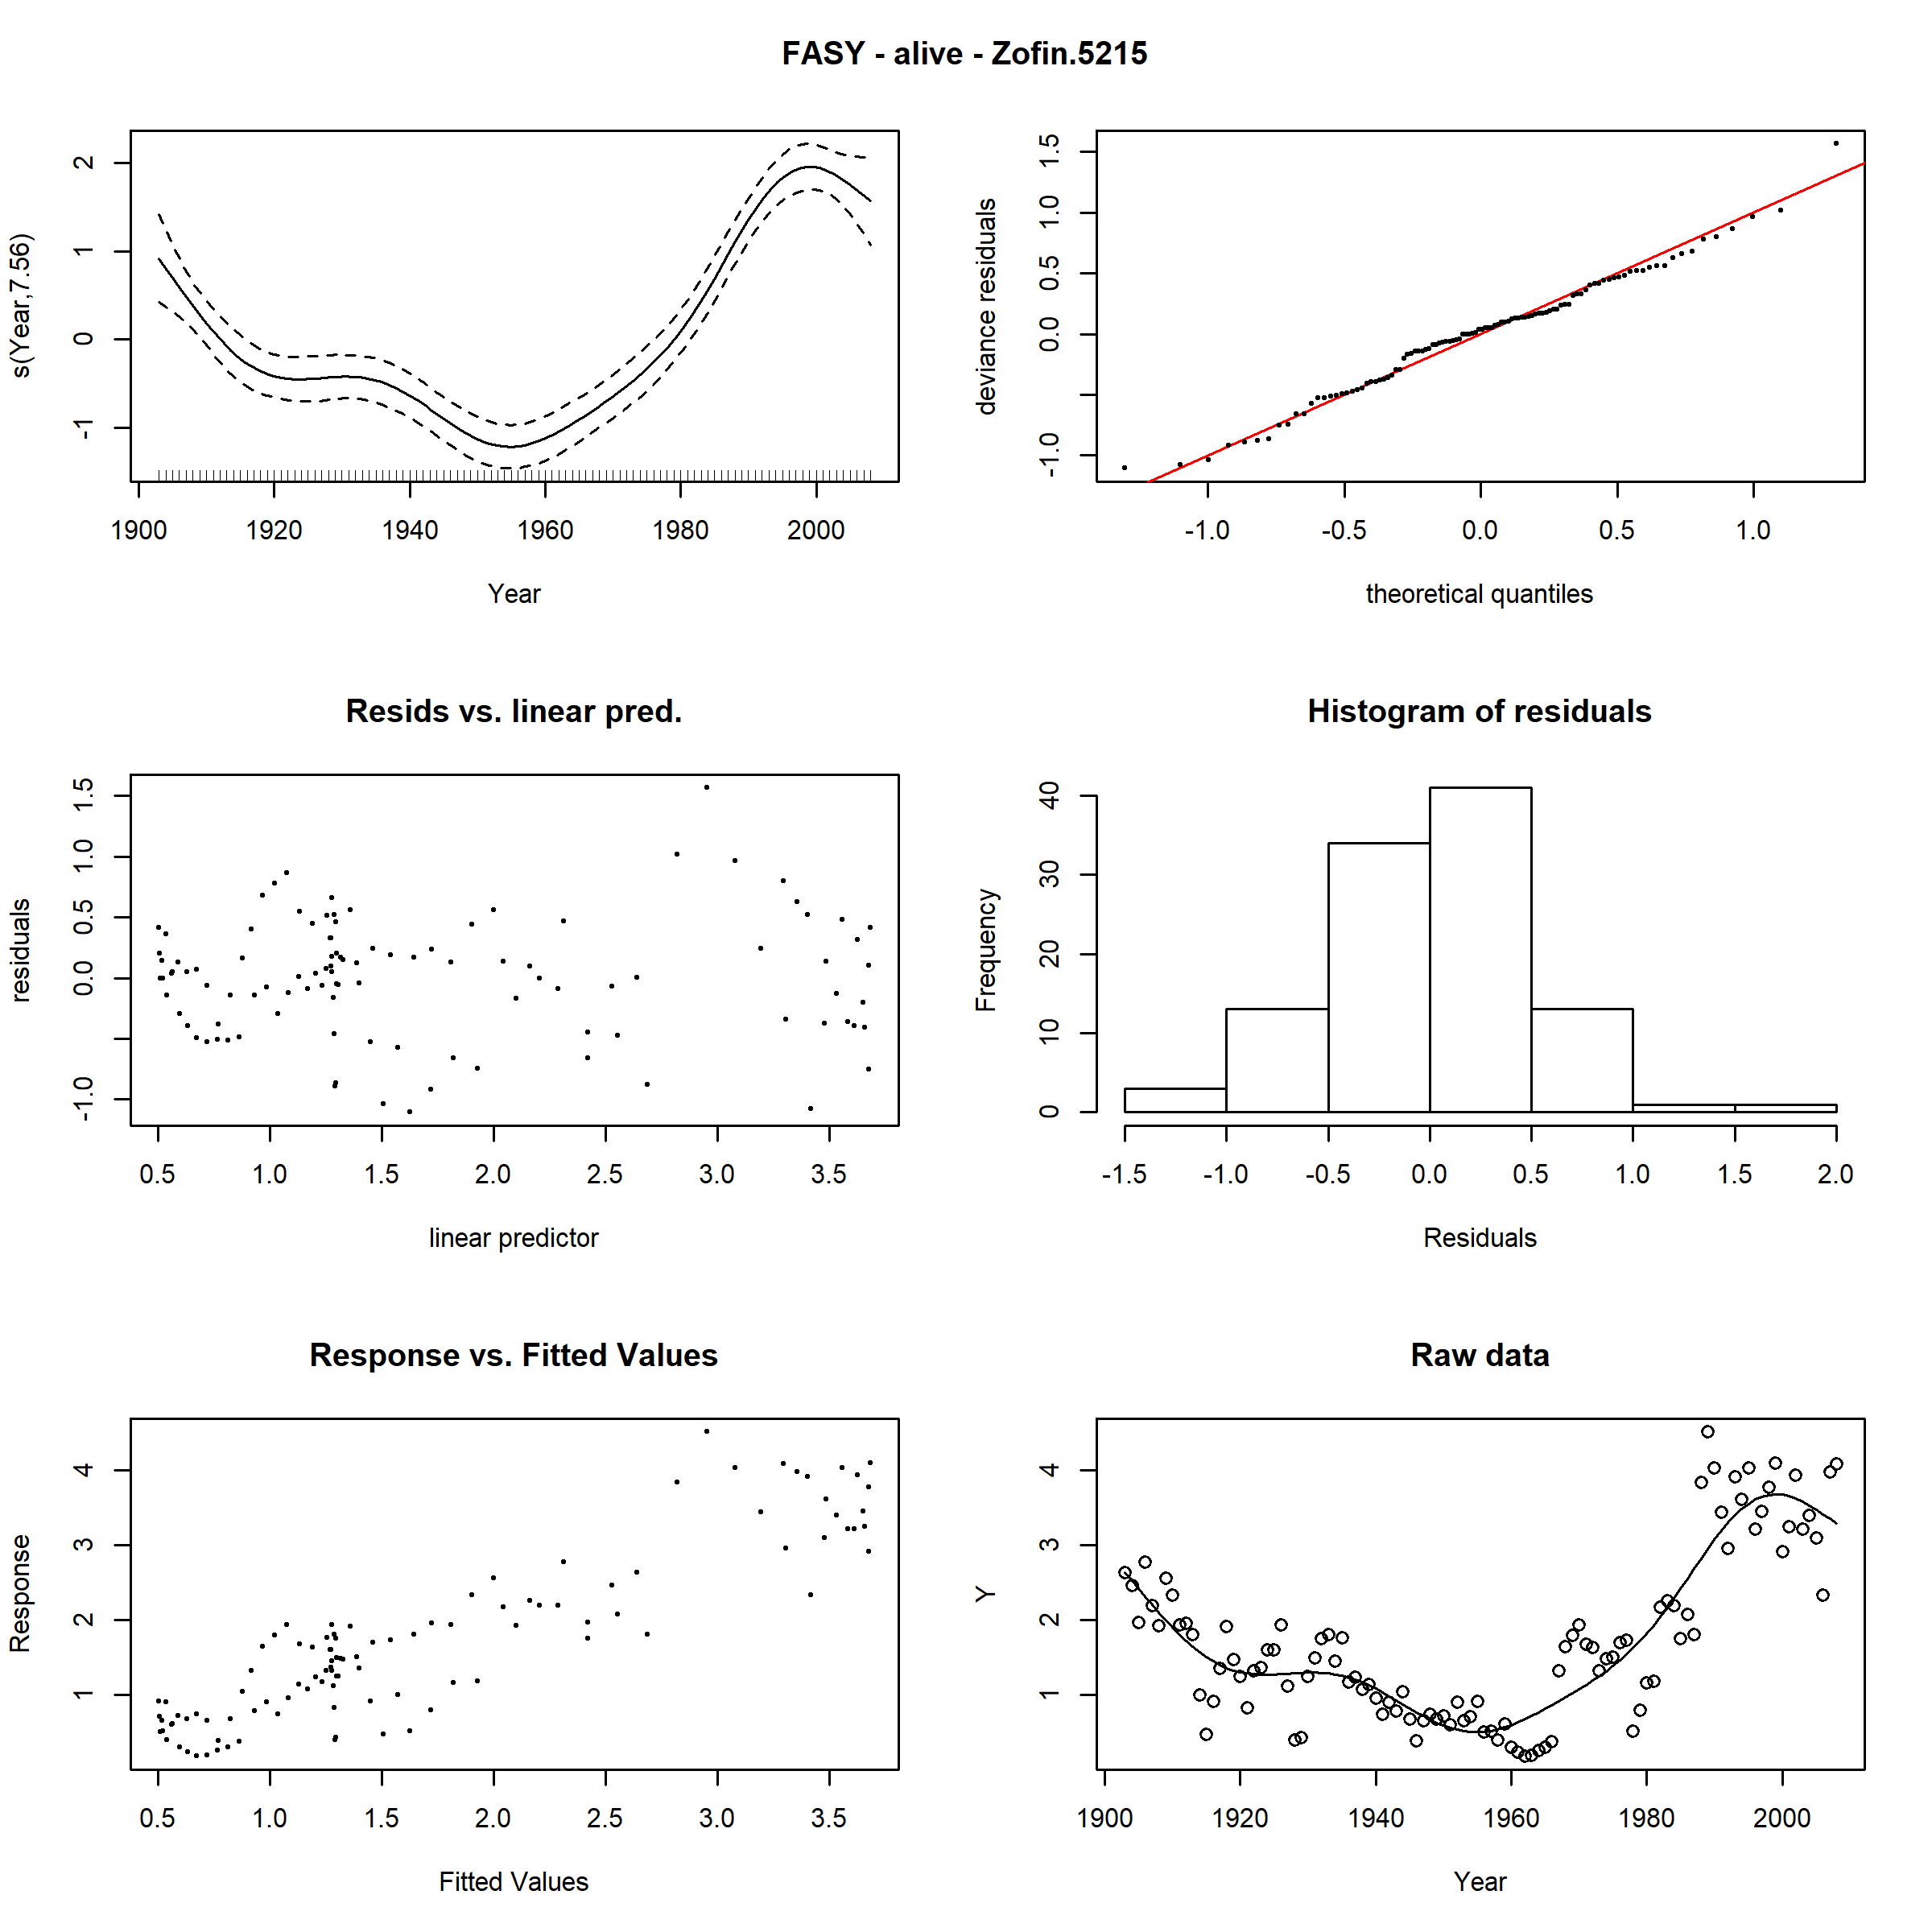 FASY - alive - Zofin.5215
s(Year,7.56)
2
1
0
-1
1900 1920 1940 1960 1980 2000
Year
deviance residuals
1.5
1.0
0.5
0.0
-1.0
-1.0 -0.5 0.0 0.5 1.0
theoretical quantiles
Resids vs. linear pred.
residuals
1.5
1.0
0.5
0.0
-1.0
0.5 1.0 1.5 2.0 2.5 3.0 3.5
linear predictor
Histogram of residuals
Frequency
40
30
20
10
0
-1.5 -1.0 -0.5 0.0 0.5 1.0 1.5 2.0
Residuals
Response vs. Fitted Values
Response
4
3
2
1
0.5 1.0 1.5 2.0 2.5 3.0 3.5
Fitted Values
Raw data
Y
4
3
2
1
1900 1920 1940 1960 1980 2000
Year